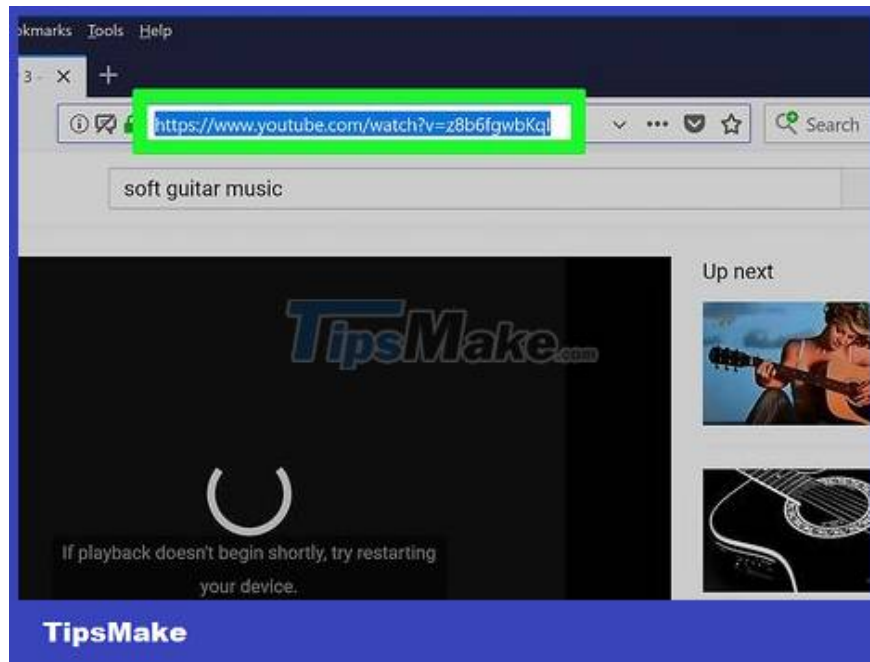 okmarks Tools Help
3 -
https://www.youtube.com/watch?v=z8b6fgwbKqI
Search
soft guitar music
Up next
TipsMake.com
If playback doesn't begin shortly, try restarting
your device.
TipsMake